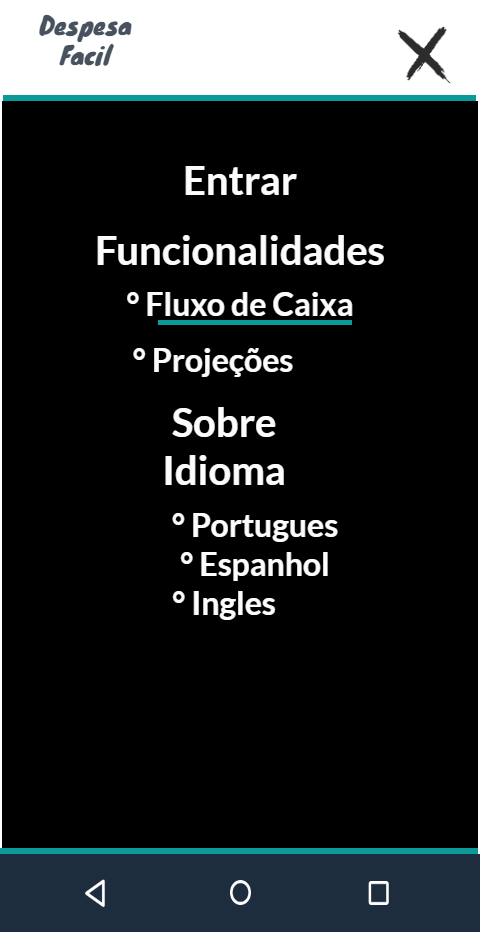 Despesa
Facil
Entrar
Funcionalidades
° Fluxo de Caixa
° Projeções
Sobre
Idioma
° Portugues
° Espanhol
° Ingles